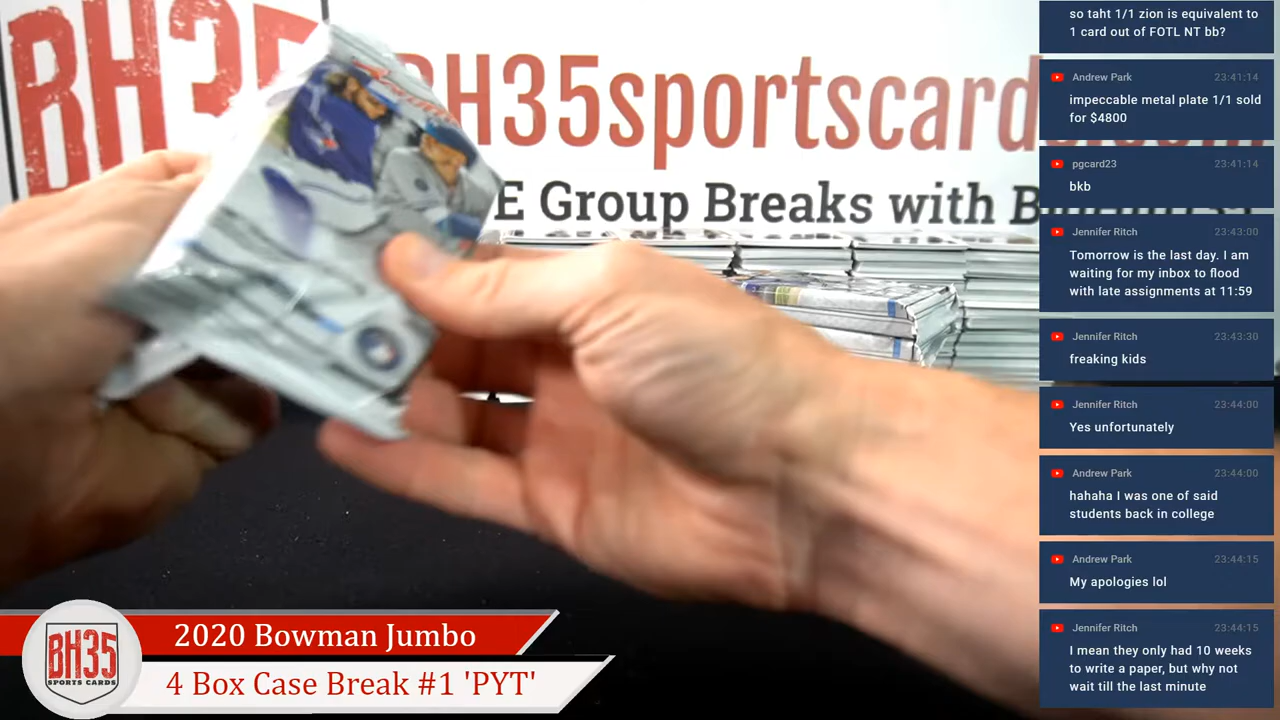 BH35
BH35sportscards.com
E Group Breaks with B
so taht 1/1 zion is equivalent to
1 card out of FOTL NT bb?
Andrew Park 23:41:14
impeccable metal plate 1/1 sold
for $4800
pgcard23 23:41:14
bkb
Jennifer Ritch 23:43:00
Tomorrow is the last day. I am
waiting for my inbox to flood
with late assignments at 11:59
Jennifer Ritch 23:43:30
freaking kids
Jennifer Ritch 23:44:00
Yes unfortunately
Andrew Park 23:44:00
hahaha I was one of said
students back in college
Andrew Park 23:44:15
My apologies lol
Jennifer Ritch 23:44:15
I mean they only had 10 weeks
to write a paper, but why not
wait till the last minute
BH35
SPORTS CARDS
2020 Bowman Jumbo
4 Box Case Break #1 'PYT'